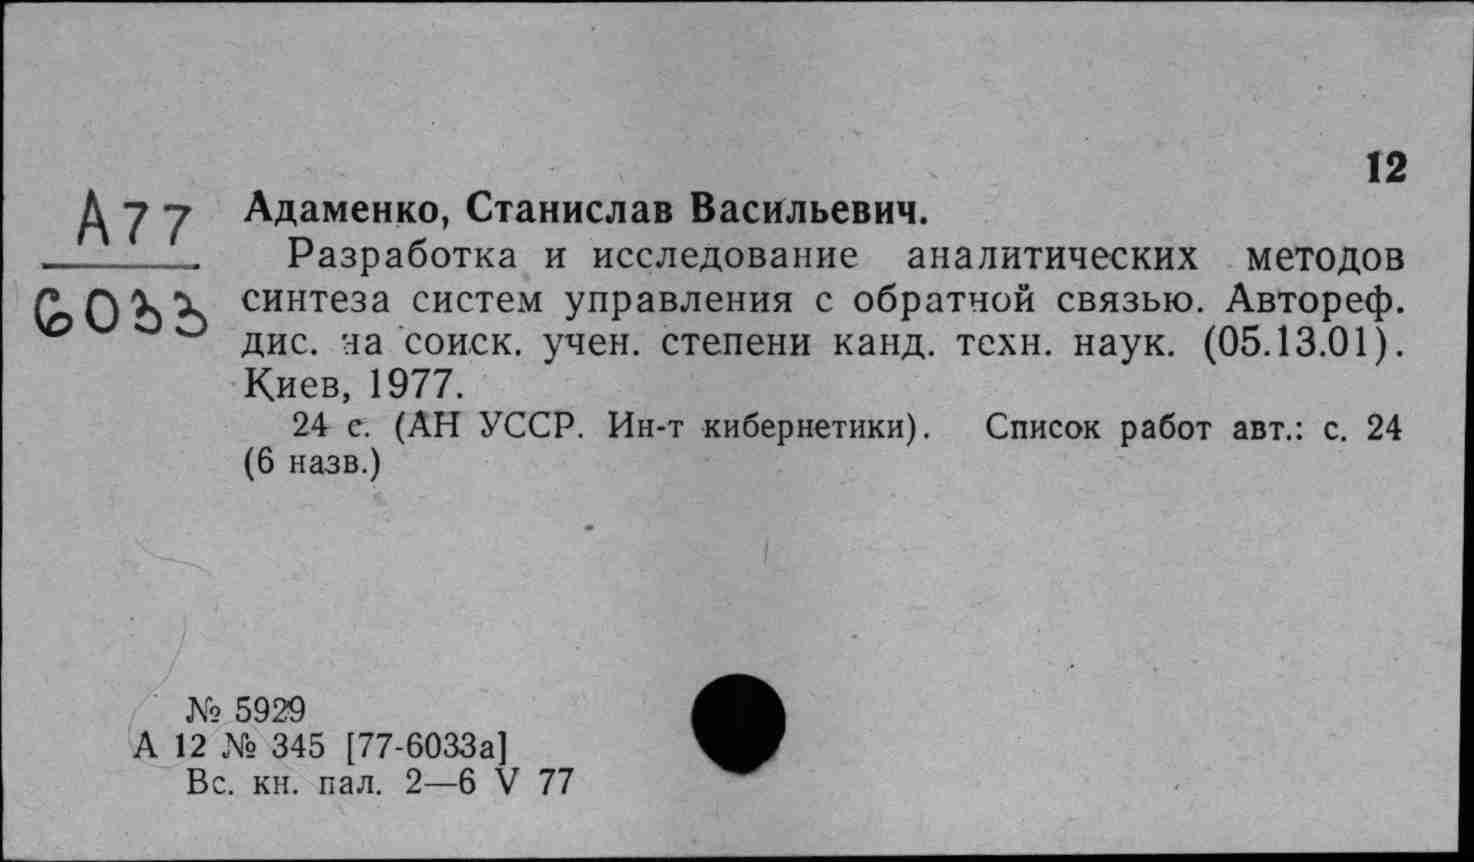 12
А77
6033
Адаменко, Станислав Васильевич.
Разработка и исследование аналитических методов
синтеза систем управления с обратной связью. Автореф.
дис. на соиск. учен. степени канд. техн. наук. (05.13.01).
Киев, 1977.
24 с. (АН УССР. Ин-т кибернетики). Список работ авт.: с. 24
(6 назв.)
№ 5929
А 12 № 345 [77-6033а]
Вс. кн. пал. 2—6 V 77